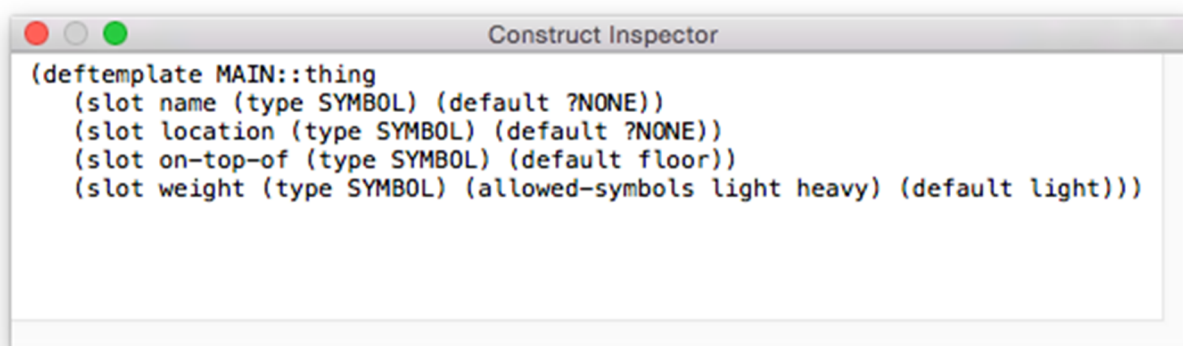 Construct Inspector
(deftemplate MAIN::thing
(slot name (type SYMBOL) (default ?NONE))
(slot location (type SYMBOL) (default ?NONE))
(slot on-top-of (type SYMBOL) (default floor))
(slot weight (type SYMBOL) (allowed-symbols light heavy) (default light)))